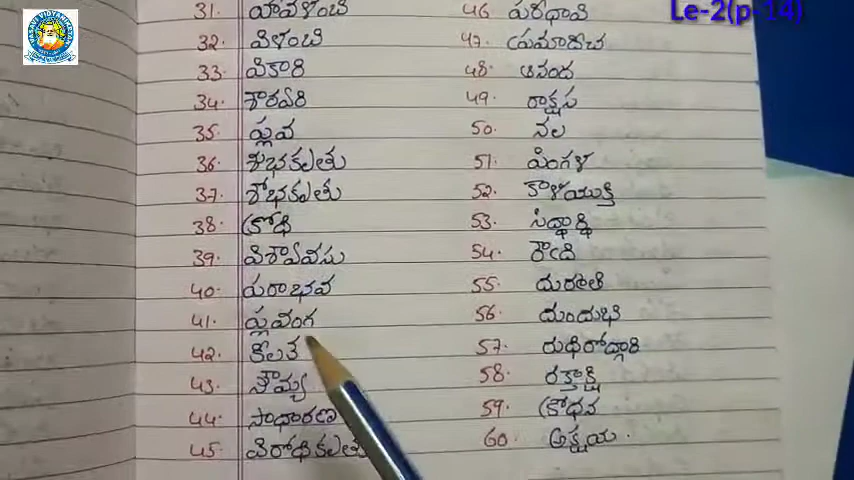 Le-2(p-14)
31. హేవళంబి
32. విళంబి
33. వికారి
34. శార్వరి
35. ప్లవ
36. శుభకృతు
37. శోభకృతు
38. క్రోధి
39. విశ్వావసు
40. పరాభవ
41. ప్లవంగ
42. కీలక
43. సౌమ్య
44. సాధారణ
45. విరోధికృతు
46 పరీధావి
47. ప్రమాదీచ
48. ఆనంద
49. రాక్షస
50. నల
51. పింగళ
52. కాళయుక్తి
53. సిద్ధార్థి
54. రౌద్రి
55. దుర్మతి
56. దుందుభి
57. రుధిరోద్గారి
58. రక్తాక్షి
59. క్రోధన
60. అక్షయ.